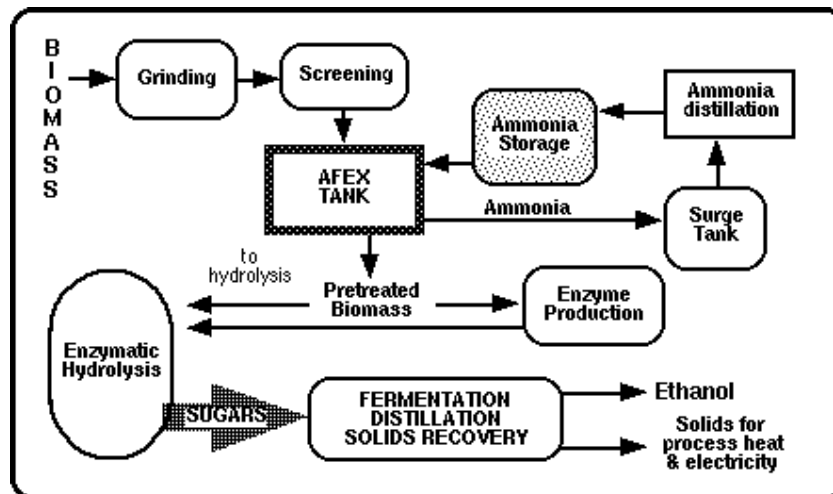 BIOMASS
Grinding
Screening
Ammonia
distillation
Ammonia
Storage
AFEX
TANK
Ammonia
Surge
Tank
to
hydrolysis
Pretreated
Biomass
Enzyme
Production
Enzymatic
Hydrolysis
SUGARS
FERMENTATION
DISTILLATION
SOLIDS RECOVERY
Ethanol
Solids for
process heat
& electricity